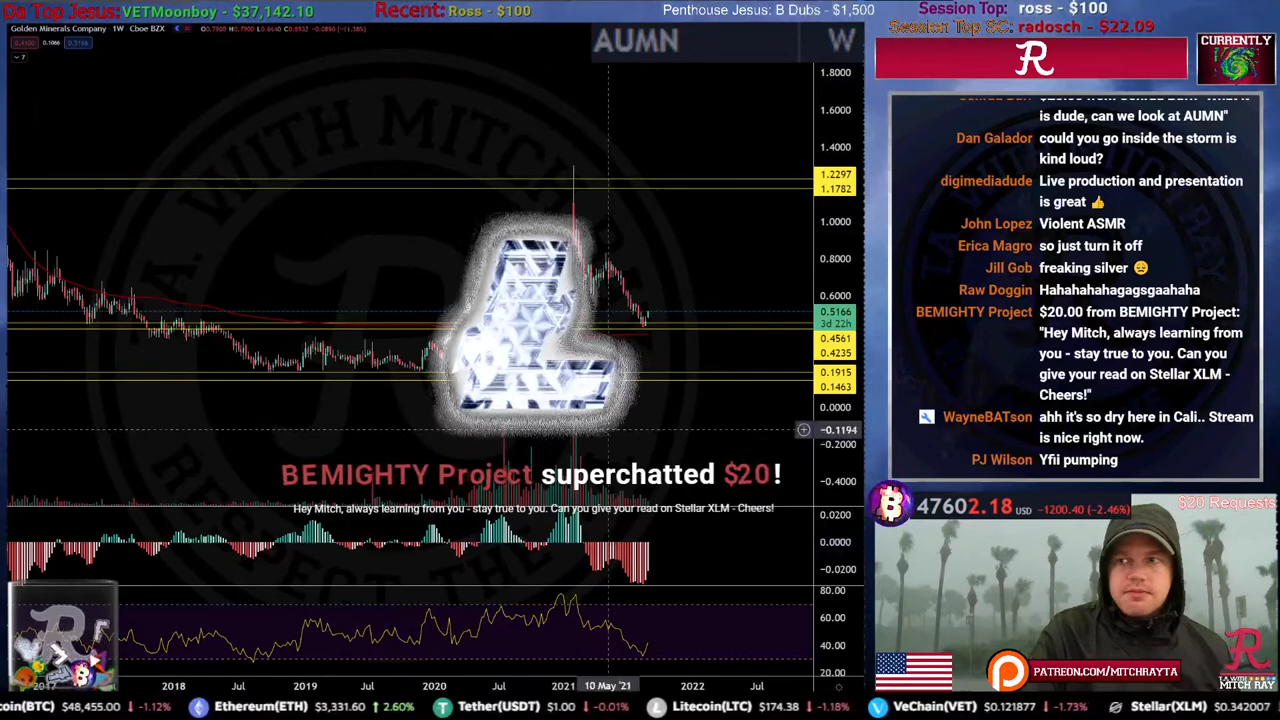 Da Top Jesus: VETMoonboy - $37,142.10
Recent: Ross - $100
Penthouse Jesus: B Dubs - $1,500
Session Top: ross - $100
Session Top SC: radosch - $22.09
Golden Minerals Company · 1W · Cboe BZX
0.1066
0.5166
7
AUMN
W
1.8000
1.6000
1.4000
1.2297
1.1782
1.0000
0.8000
0.6000
0.5166
3d 22h
0.4561
0.4235
0.1915
0.1463
0.0000
−0.1194
-0.2000
-0.4000
0.0200
0.0000
-0.0200
80.00
60.00
40.00
20.00
2017
2018
Jul
2019
Jul
2020
Jul
2021
10 May '21
2022
Jul
BEMIGHTY Project superchatted $20!
Hey Mitch, always learning from you - stay true to you. Can you give your read on Stellar XLM - Cheers!
CURRENTLY
is dude, can we look at AUMN"
Dan Galador could you go inside the storm is
kind loud?
digimediadude Live production and presentation
is great 👍
John Lopez Violent ASMR
Erica Magro so just turn it off
Jill Gob freaking silver 😔
Raw Doggin Hahahahahagagsgaahaha
BEMIGHTY Project $20.00 from BEMIGHTY Project:
"Hey Mitch, always learning from
you - stay true to you. Can you
give your read on Stellar XLM -
Cheers!"
WayneBATson ahh it's so dry here in Cali.. Stream
is nice right now.
PJ Wilson Yfii pumping
47602.18 USD −1200.40 (−2.46%)
$20 Requests
PATREON.COM/MITCHRAYTA
T.A. WITH
MITCH RAY
coin(BTC) $48,455.00 -1.12% Ethereum(ETH) $3,331.60 2.60% Tether(USDT) $1.00 -0.01% Litecoin(LTC) $174.38 -1.18% VeChain(VET) $0.121877 -1.73% Stellar(XLM) $0.342007